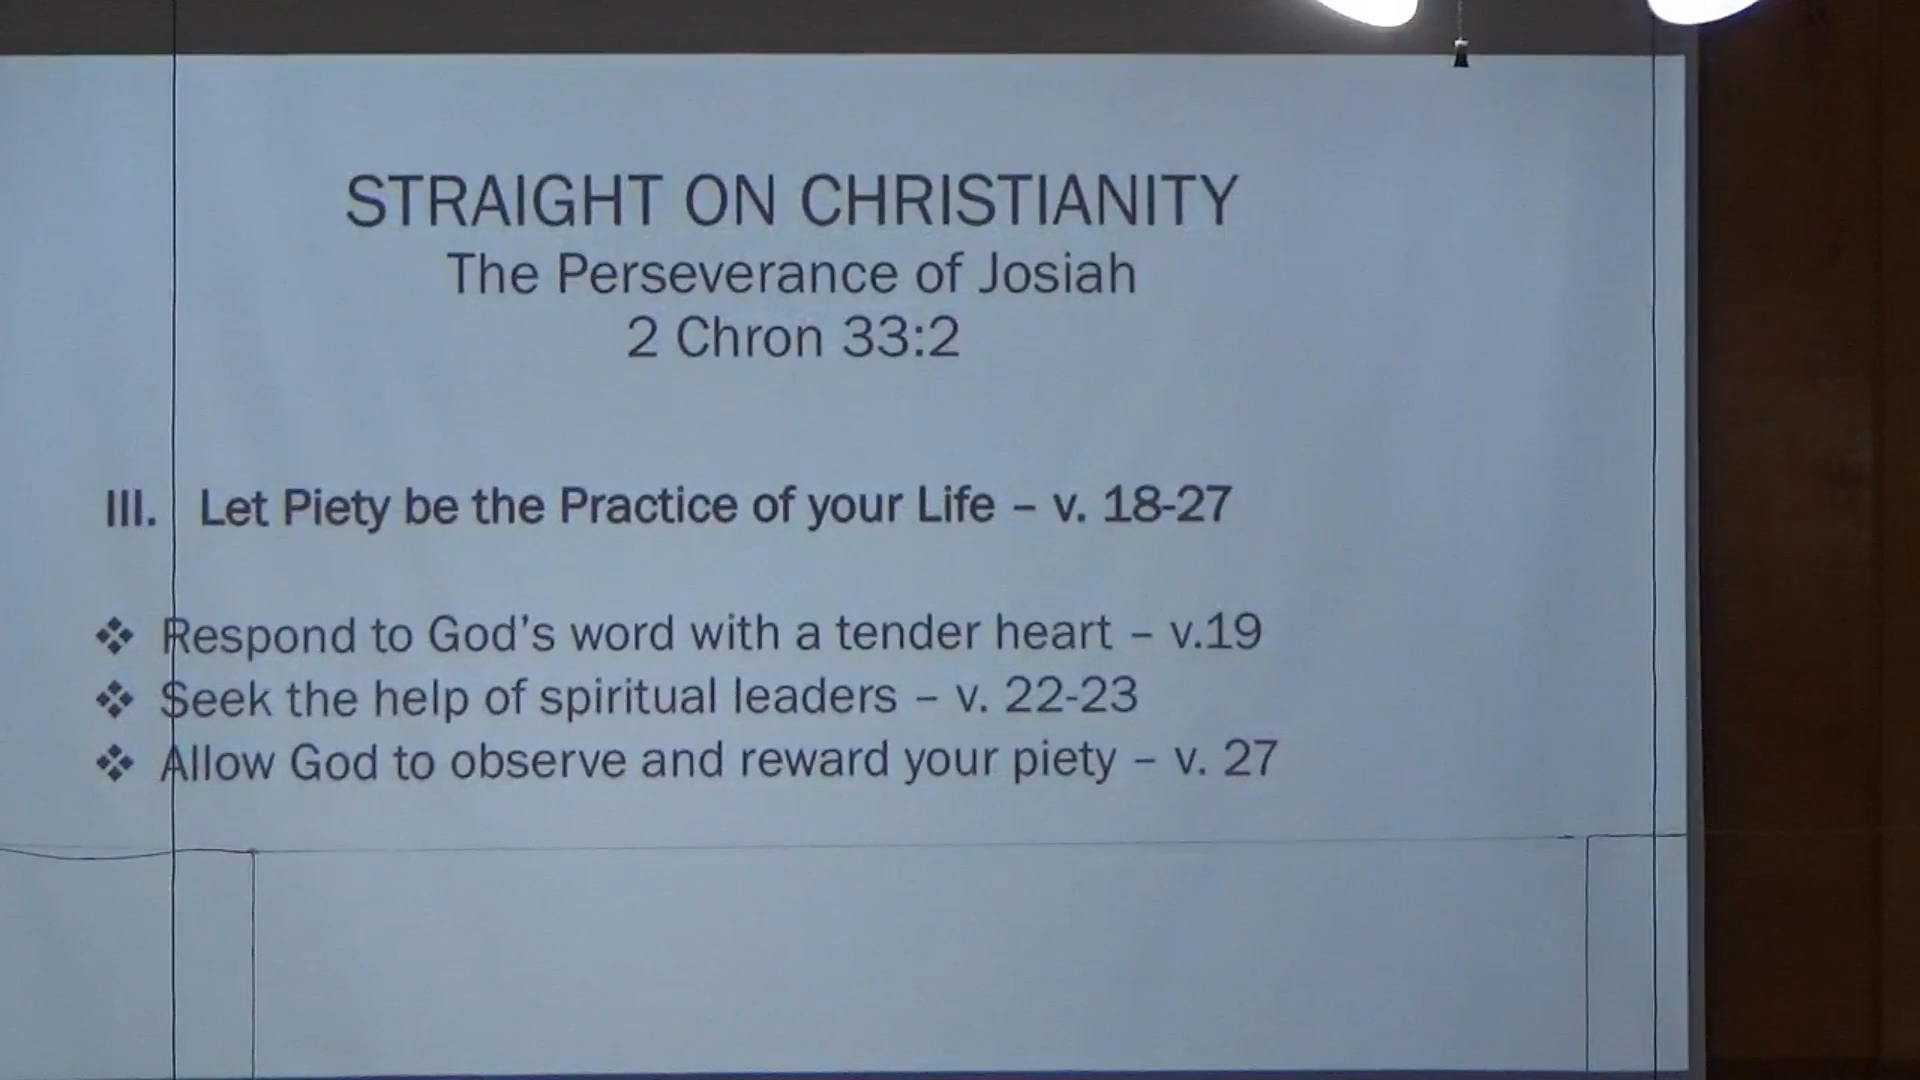 STRAIGHT ON CHRISTIANITY
The Perseverance of Josiah
2 Chron 33:2
III. Let Piety be the Practice of your Life – v. 18-27
❖ Respond to God's word with a tender heart – v.19
❖ Seek the help of spiritual leaders – v. 22-23
❖ Allow God to observe and reward your piety – v. 27